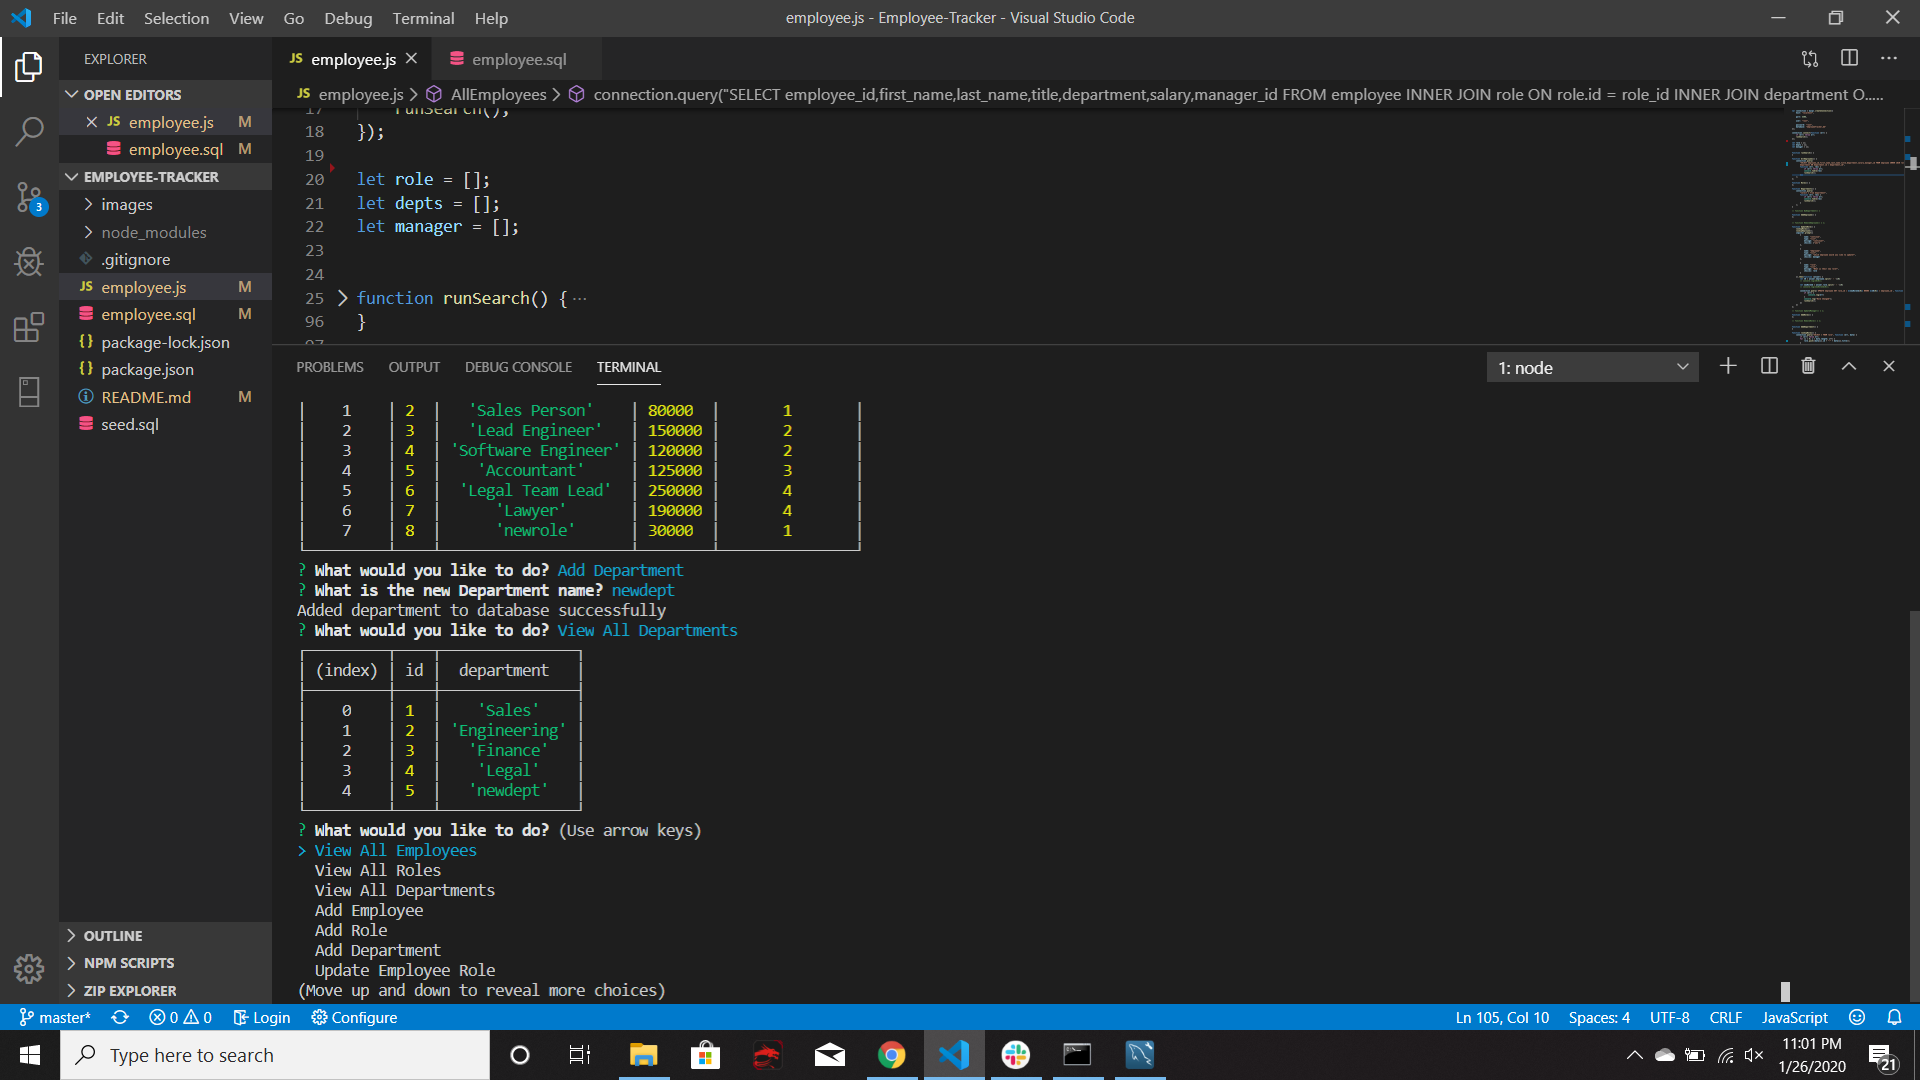 File Edit Selection View Go Debug Terminal Help
employee.js - Employee-Tracker - Visual Studio Code
EXPLORER
OPEN EDITORS
JS employee.js M
employee.sql M
EMPLOYEE-TRACKER
images
node_modules
.gitignore
JS employee.js M
employee.sql M
{} package-lock.json
{} package.json
README.md M
seed.sql
OUTLINE
NPM SCRIPTS
ZIP EXPLORER
3
JS employee.js
employee.sql
JS employee.js > AllEmployees > connection.query("SELECT employee_id,first_name,last_name,title,department,salary,manager_id FROM employee INNER JOIN role ON role.id = role_id INNER JOIN department O......
17 runSearch();
18 });
19
20 let role = [];
21 let depts = [];
22 let manager = [];
23
24
25 function runSearch() { ...
96 }
97
PROBLEMS OUTPUT DEBUG CONSOLE TERMINAL
1: node
1 2 'Sales Person' 80000 1
2 3 'Lead Engineer' 150000 2
3 4 'Software Engineer' 120000 2
4 5 'Accountant' 125000 3
5 6 'Legal Team Lead' 250000 4
6 7 'Lawyer' 190000 4
7 8 'newrole' 30000 1
? What would you like to do? Add Department
? What is the new Department name? newdept
Added department to database successfully
? What would you like to do? View All Departments
(index) id department
0 1 'Sales'
1 2 'Engineering'
2 3 'Finance'
3 4 'Legal'
4 5 'newdept'
? What would you like to do? (Use arrow keys)
> View All Employees
View All Roles
View All Departments
Add Employee
Add Role
Add Department
Update Employee Role
(Move up and down to reveal more choices)
master* 0 0 Login Configure
Ln 105, Col 10 Spaces: 4 UTF-8 CRLF JavaScript
Type here to search
11:01 PM
1/26/2020
21